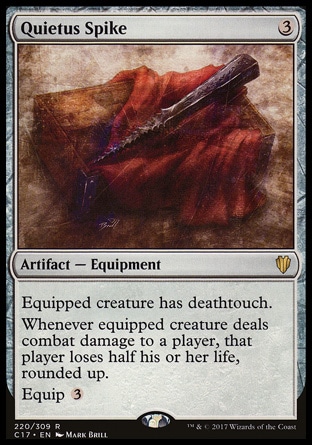 Quietus Spike 3
Artifact — Equipment
Equipped creature has deathtouch.
Whenever equipped creature deals
combat damage to a player, that
player loses half his or her life,
rounded up.
Equip 3
220/309 R
C17 • EN Mark Brill
™ & © 2017 Wizards of the Coast